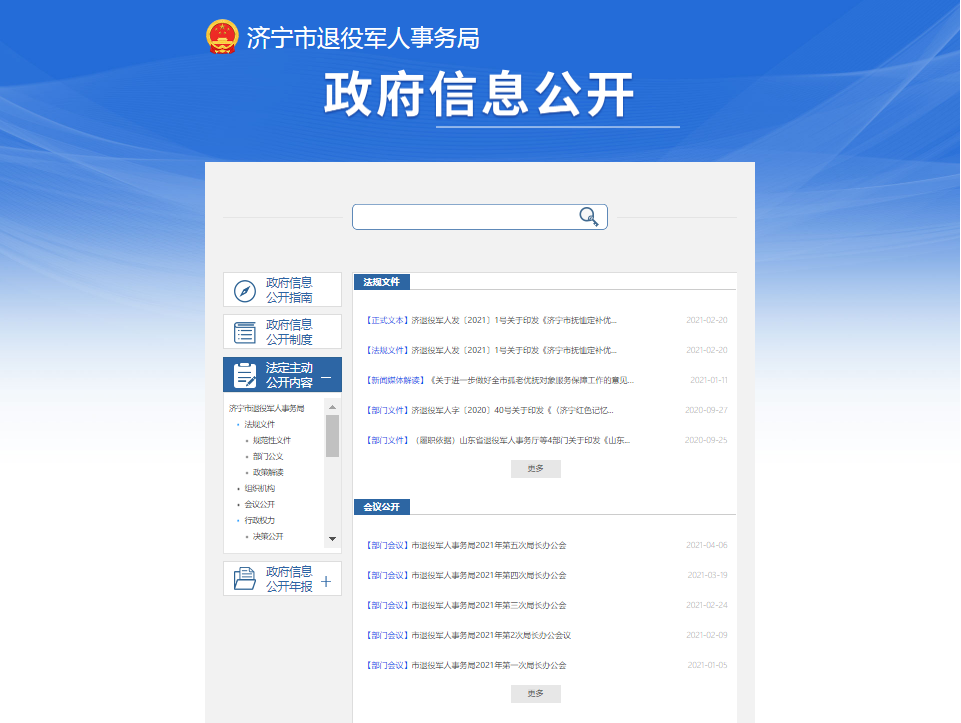 济宁市退役军人事务局
政府信息公开
政府信息
公开指南
政府信息
公开制度
法定主动
公开内容
济宁市退役军人事务局
法规文件
规范性文件
部门公义
政策解读
组织机构
会议公开
行政权力
决策公开
政府信息
公开年报
法规文件
【正式文本】济退役军人发〔2021〕1号关于印发《济宁市抚恤定补优... 2021-02-20
【法规文件】济退役军人发〔2021〕1号关于印发《济宁市抚恤定补优... 2021-02-20
【新闻媒体解读】《关于进一步做好全市孤老优抚对象服务保障工作的意见... 2021-01-11
【部门文件】济退役军人字〔2020〕40号关于印发《（济宁红色记忆... 2020-09-27
【部门文件】（履职依据）山东省退役军人事务厅等4部门关于印发《山东... 2020-09-25
更多
会议公开
【部门会议】市退役军人事务局2021年第五次局长办公会 2021-04-06
【部门会议】市退役军人事务局2021年第四次局长办公会 2021-03-19
【部门会议】市退役军人事务局2021年第三次局长办公会 2021-02-24
【部门会议】市退役军人事务局2021年第2次局长办公会议 2021-02-09
【部门会议】市退役军人事务局2021年第一次局长办公会 2021-01-05
更多